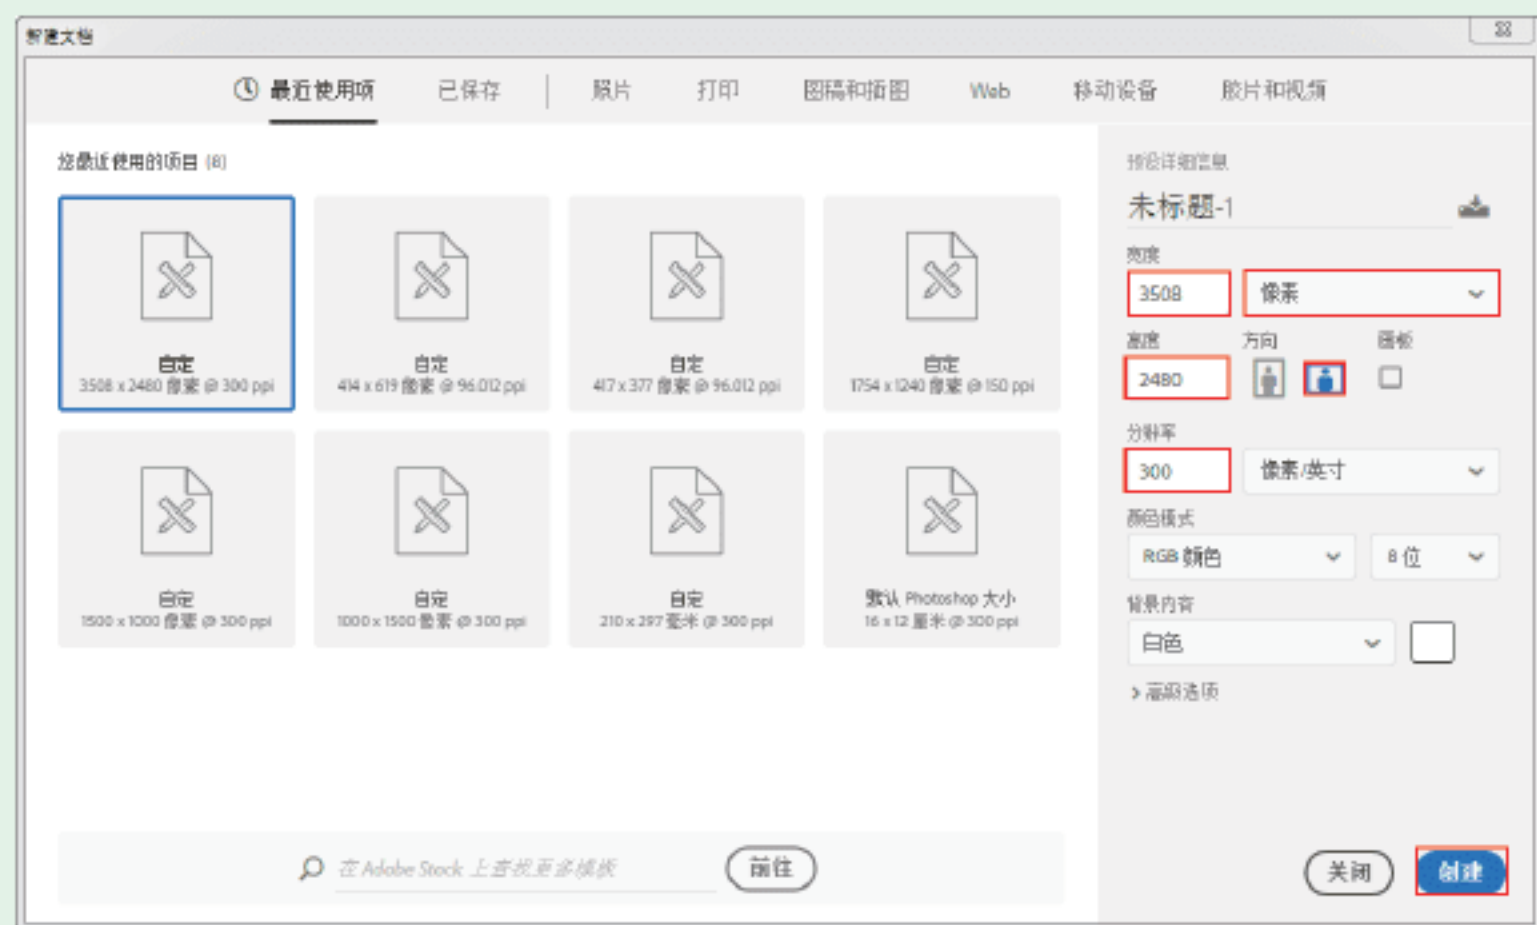 新建文档
最近使用项 已保存 照片 打印 图稿和插图 Web 移动设备 胶片和视频
您最近使用的项目 (8)
自定
3508 x 2480 像素 @ 300 ppi
自定
414 x 619 像素 @ 96.012 ppi
自定
417 x 377 像素 @ 96.012 ppi
自定
1754 x 1240 像素 @ 150 ppi
自定
1500 x 1000 像素 @ 300 ppi
自定
1000 x 1500 像素 @ 300 ppi
自定
210 x 297 毫米 @ 300 ppi
默认 Photoshop 大小
16 x 12 厘米 @ 300 ppi
在 Adobe Stock 上查找更多模板 前往
预设详细信息
未标题-1
宽度
3508 像素
高度 方向 画板
2480
分辨率
300 像素/英寸
颜色模式
RGB 颜色 8 位
背景内容
白色
高级选项
关闭 创建